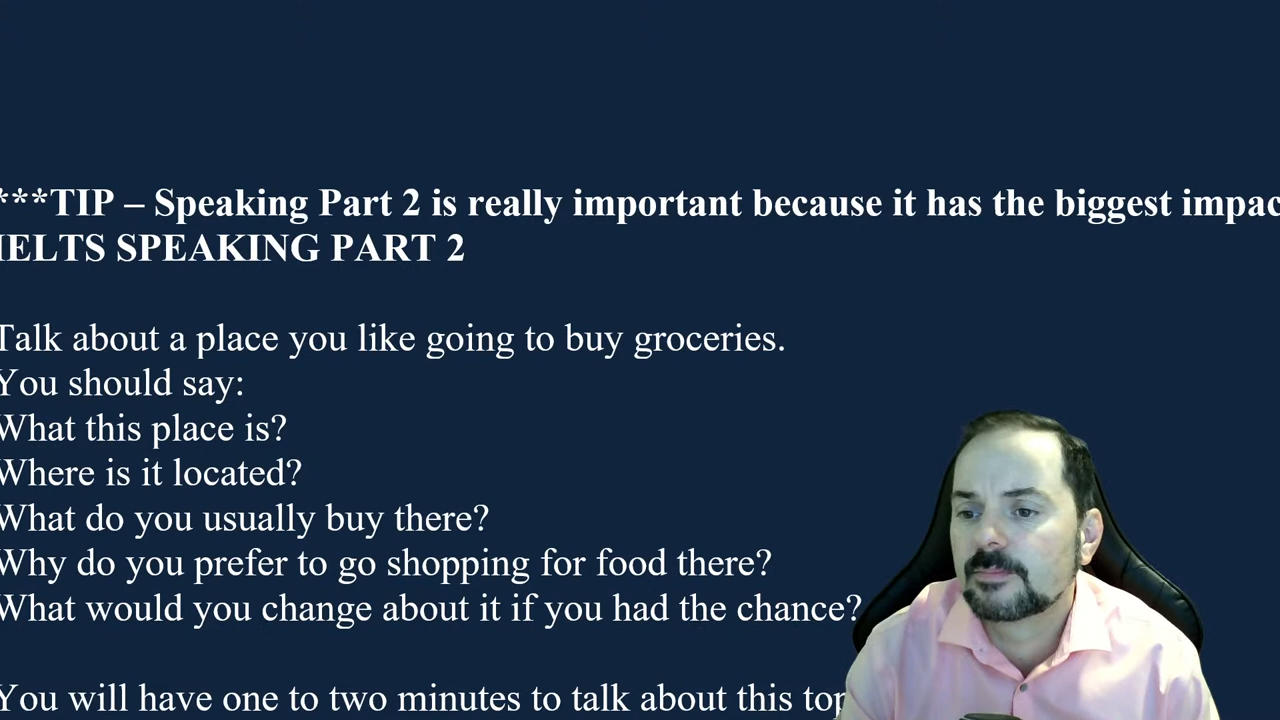 ***TIP – Speaking Part 2 is really important because it has the biggest
IELTS SPEAKING PART 2
Talk about a place you like going to buy groceries.
You should say:
What this place is?
Where is it located?
What do you usually buy there?
Why do you prefer to go shopping for food there?
What would you change about it if you had the chance?
You will have one to two minutes to talk about this